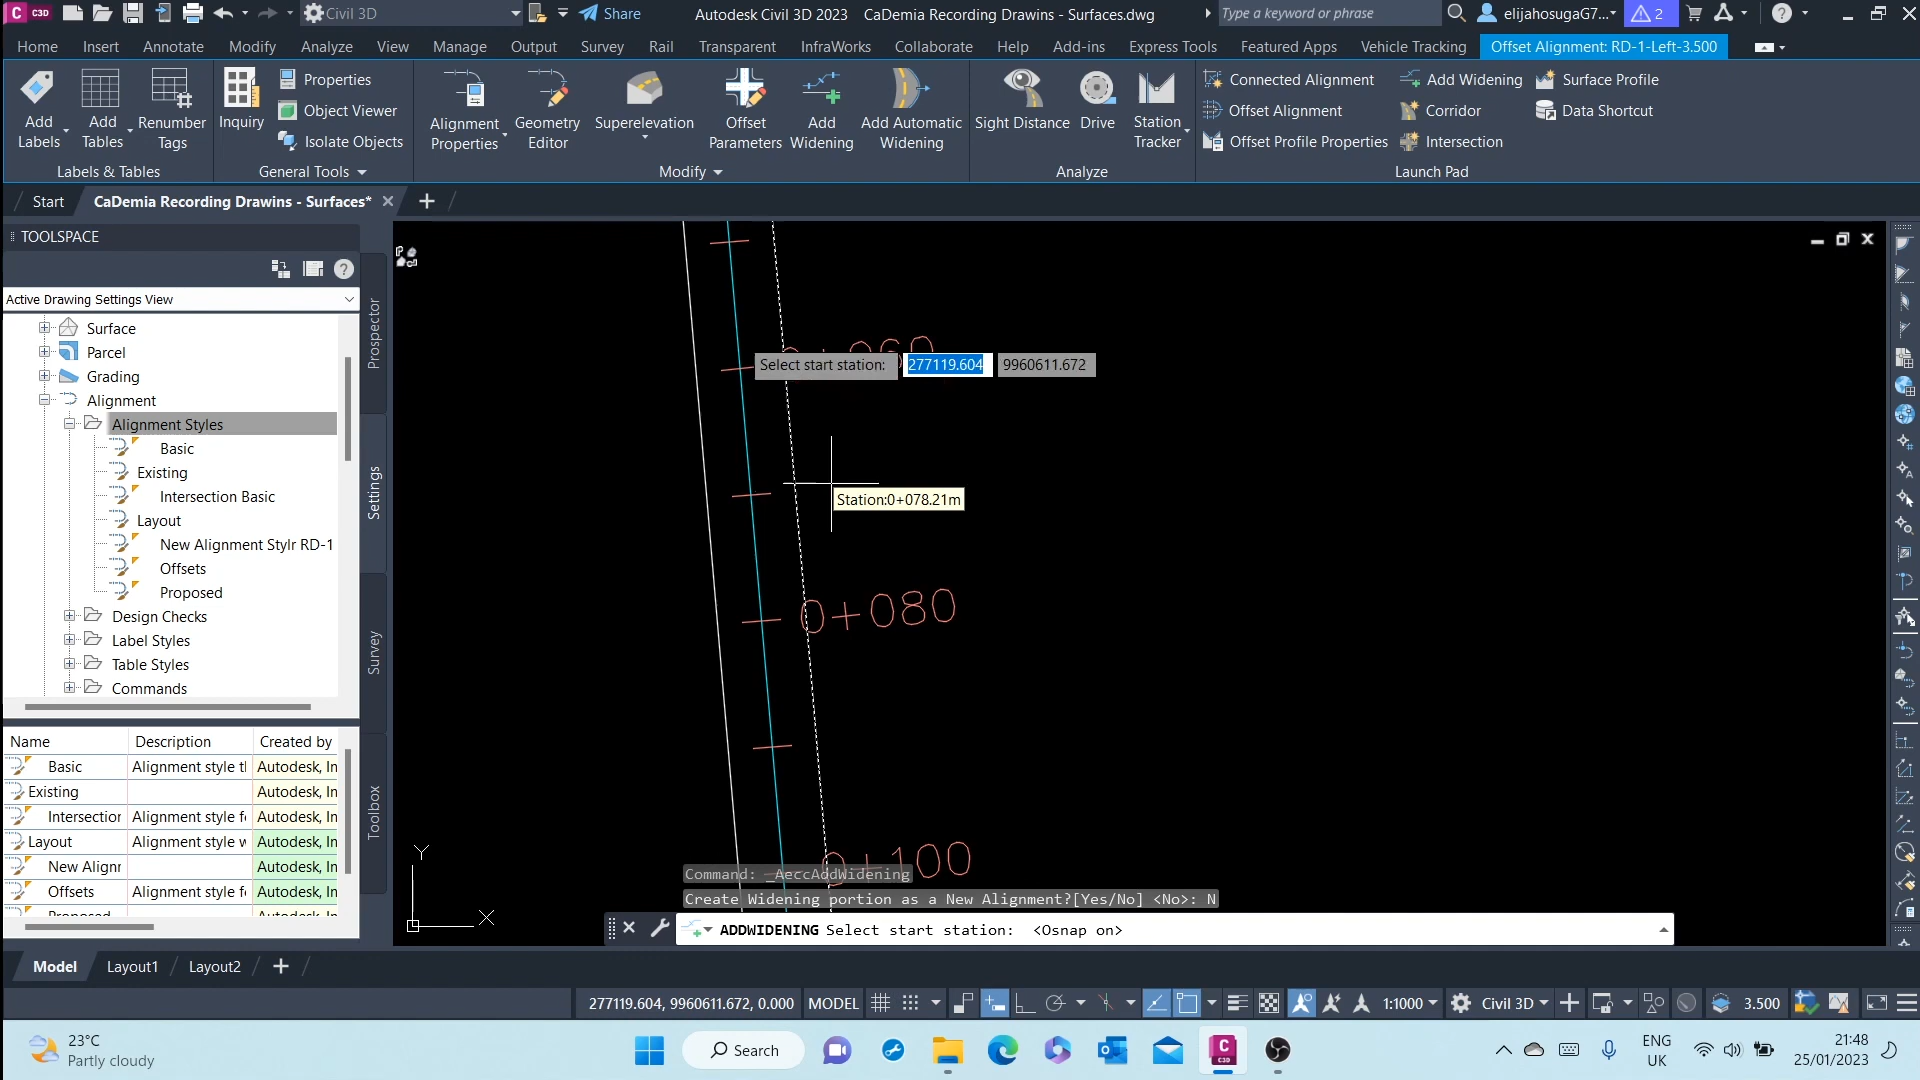 C3D
Civil 3D
Share
Autodesk Civil 3D 2023 CaDemia Recording Drawins - Surfaces.dwg
Type a keyword or phrase
elijahosugaG7...
2
Home Insert Annotate Modify Analyze View Manage Output Survey Rail Transparent InfraWorks Collaborate Help Add-ins Express Tools Featured Apps Vehicle Tracking Offset Alignment: RD-1-Left-3.500
Add Labels
Add Tables
Renumber Tags
Inquiry
Properties
Object Viewer
Isolate Objects
Alignment Properties
Geometry Editor
Superelevation
Offset Parameters
Add Widening
Add Automatic Widening
Sight Distance
Drive
Station Tracker
Connected Alignment
Offset Alignment
Offset Profile Properties
Add Widening
Corridor
Intersection
Surface Profile
Data Shortcut
Labels & Tables General Tools Modify Analyze Launch Pad
Start CaDemia Recording Drawins - Surfaces*
TOOLSPACE
Active Drawing Settings View
Surface
Parcel
Grading
Alignment
Alignment Styles
Basic
Existing
Intersection Basic
Layout
New Alignment Stylr RD-1
Offsets
Proposed
Design Checks
Label Styles
Table Styles
Commands
Prospector
Settings
Survey
Toolbox
Name Description Created by
Basic Alignment style tl Autodesk, In
Existing Autodesk, In
Intersection Alignment style fe Autodesk, In
Layout Alignment style w Autodesk, In
New Alignr Autodesk, In
Offsets Alignment style fe Autodesk, In
Select start station: 277119.604 9960611.672
Station:0+078.21m
0+080
0+100
Y
X
Command: _AeccAddWidening
Create Widening portion as a New Alignment?[Yes/No] <No>: N
ADDWIDENING Select start station: <Osnap on>
Model Layout1 Layout2
277119.604, 9960611.672, 0.000 MODEL 1:1000 Civil 3D 3.500
23°C
Partly cloudy
Search
ENG
UK
21:48
25/01/2023